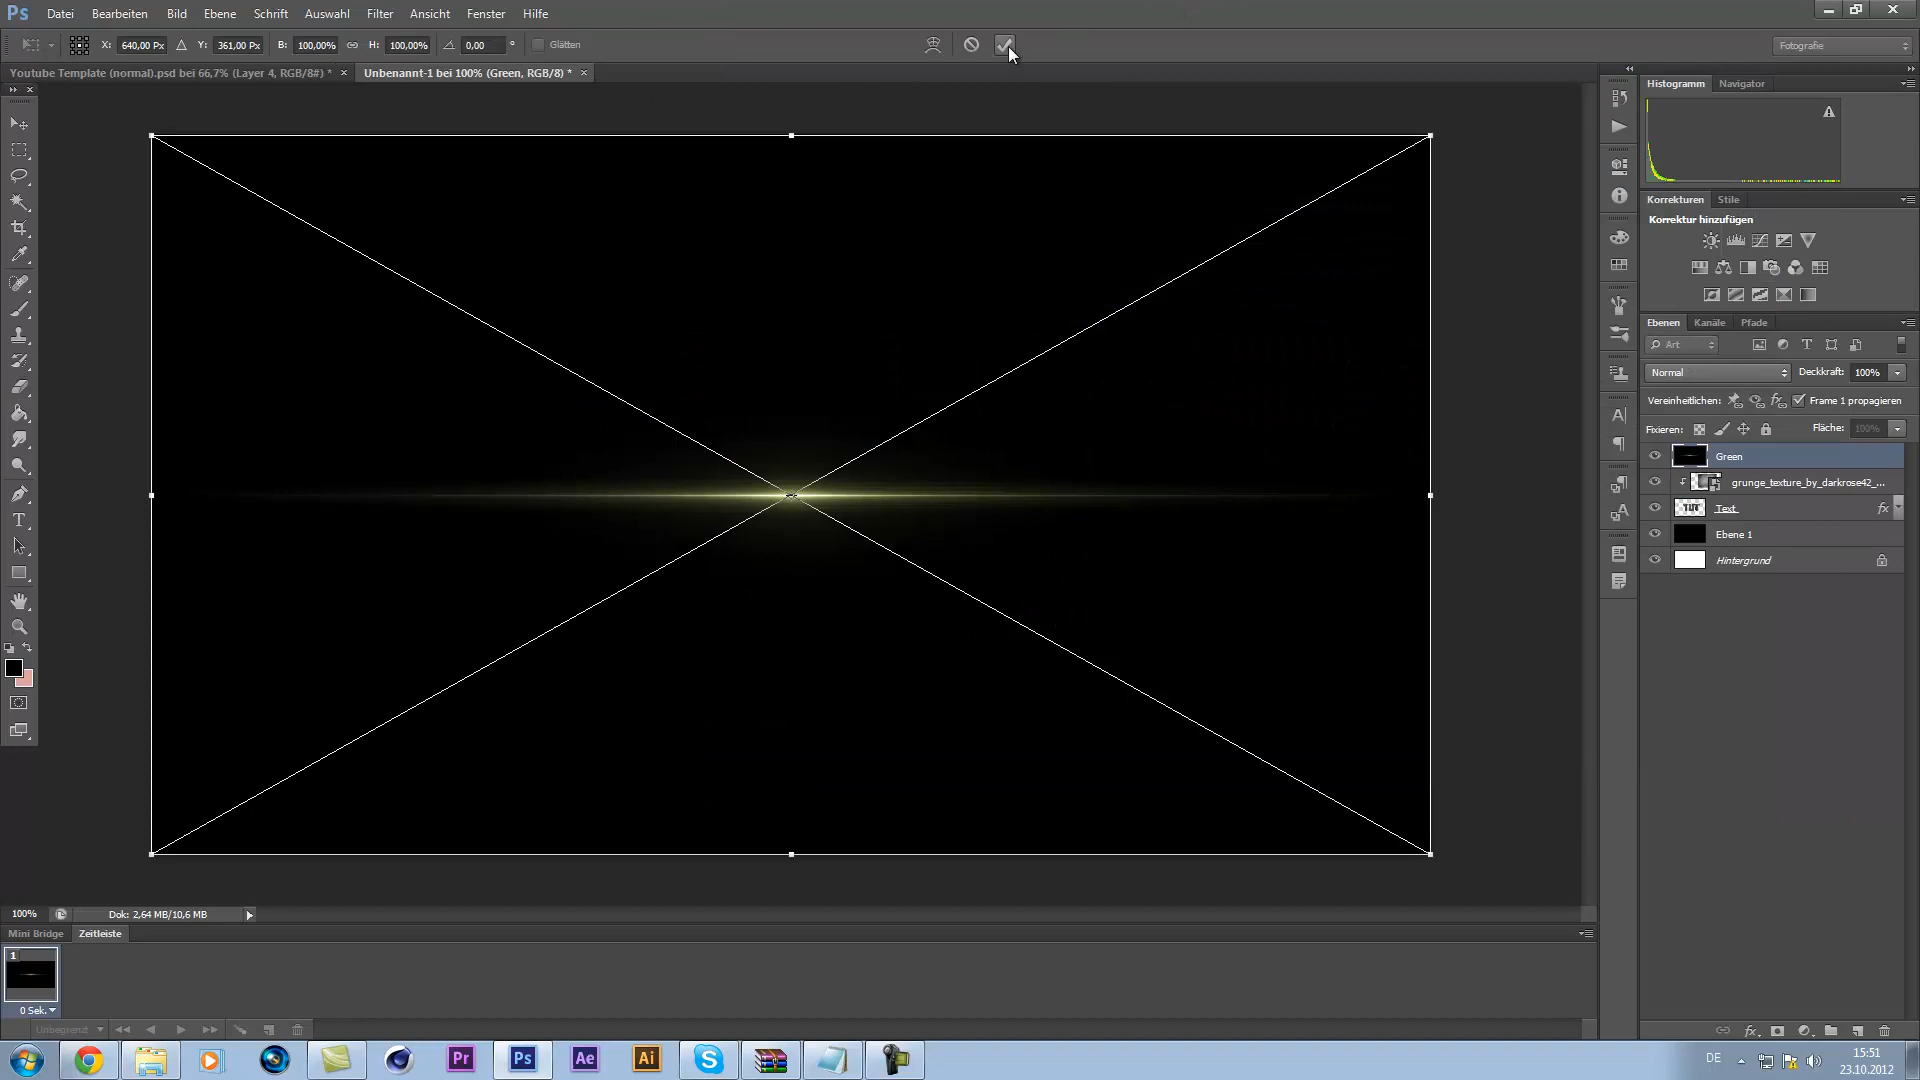 Ps Datei Bearbeiten Bild Ebene Schrift Auswahl Filter Ansicht Fenster Hilfe
X: 640,00 Px Y: 361,00 Px B: 100,00% H: 100,00% 0,00 ° Glätten Fotografie
Youtube Template (normal).psd bei 66,7% (Layer 4, RGB/8#) * × Unbenannt-1 bei 100% (Green, RGB/8) * ×
Histogramm Navigator
Korrekturen Stile
Korrektur hinzufügen
Ebenen Kanäle Pfade
Art
Normal Deckkraft: 100%
Vereinheitlichen: Frame 1 propagieren
Fixieren: Fläche: 100%
Green
grunge_texture_by_darkrose42_...
Text fx
Ebene 1
Hintergrund
100% Dok: 2,64 MB/10,6 MB
Mini Bridge Zeitleiste
1
0 Sek.
Unbegrenzt
Pr Ps Ae Ai
DE 15:51
23.10.2012